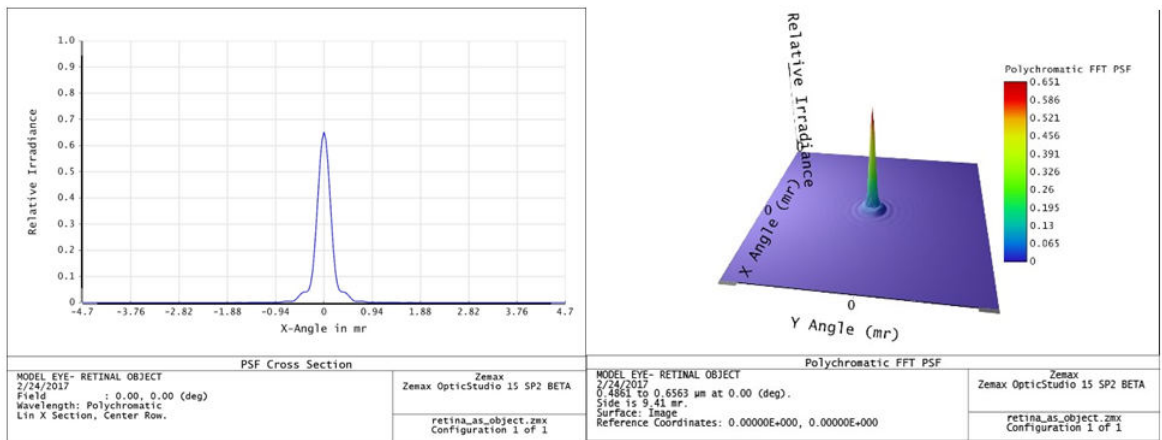 1.0
0.9
0.8
0.7
0.6
0.5
0.4
0.3
0.2
0.1
0
Relative Irradiance
-4.7 -3.76 -2.82 -1.88 -0.94 0 0.94 1.88 2.82 3.76 4.7
X-Angle in mr
PSF Cross Section
MODEL EYE- RETINAL OBJECT
2/24/2017
Field : 0.00, 0.00 (deg)
Wavelength: Polychromatic
Lin X Section, Center Row.
Zemax
Zemax OpticStudio 15 SP2 BETA
retina_as_object.zmx
Configuration 1 of 1
Relative Irradiance
X Angle (mr)
0
0
Y Angle (mr)
Polychromatic FFT PSF
0.651
0.586
0.521
0.456
0.391
0.326
0.26
0.195
0.13
0.065
0
Polychromatic FFT PSF
MODEL EYE- RETINAL OBJECT
2/24/2017
0.4861 to 0.6563 µm at 0.00 (deg).
Side is 9.41 mr.
Surface: Image
Reference Coordinates: 0.00000E+000, 0.00000E+000
Zemax
Zemax OpticStudio 15 SP2 BETA
retina_as_object.zmx
Configuration 1 of 1